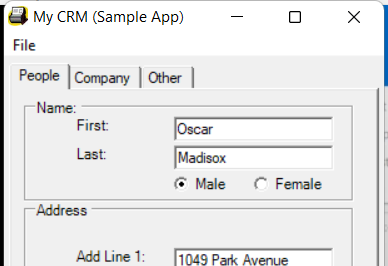 My CRM (Sample App)
File
People Company Other
Name:
First: Oscar
Last: Madisox
Male Female
Address
Add Line 1: 1049 Park Avenue